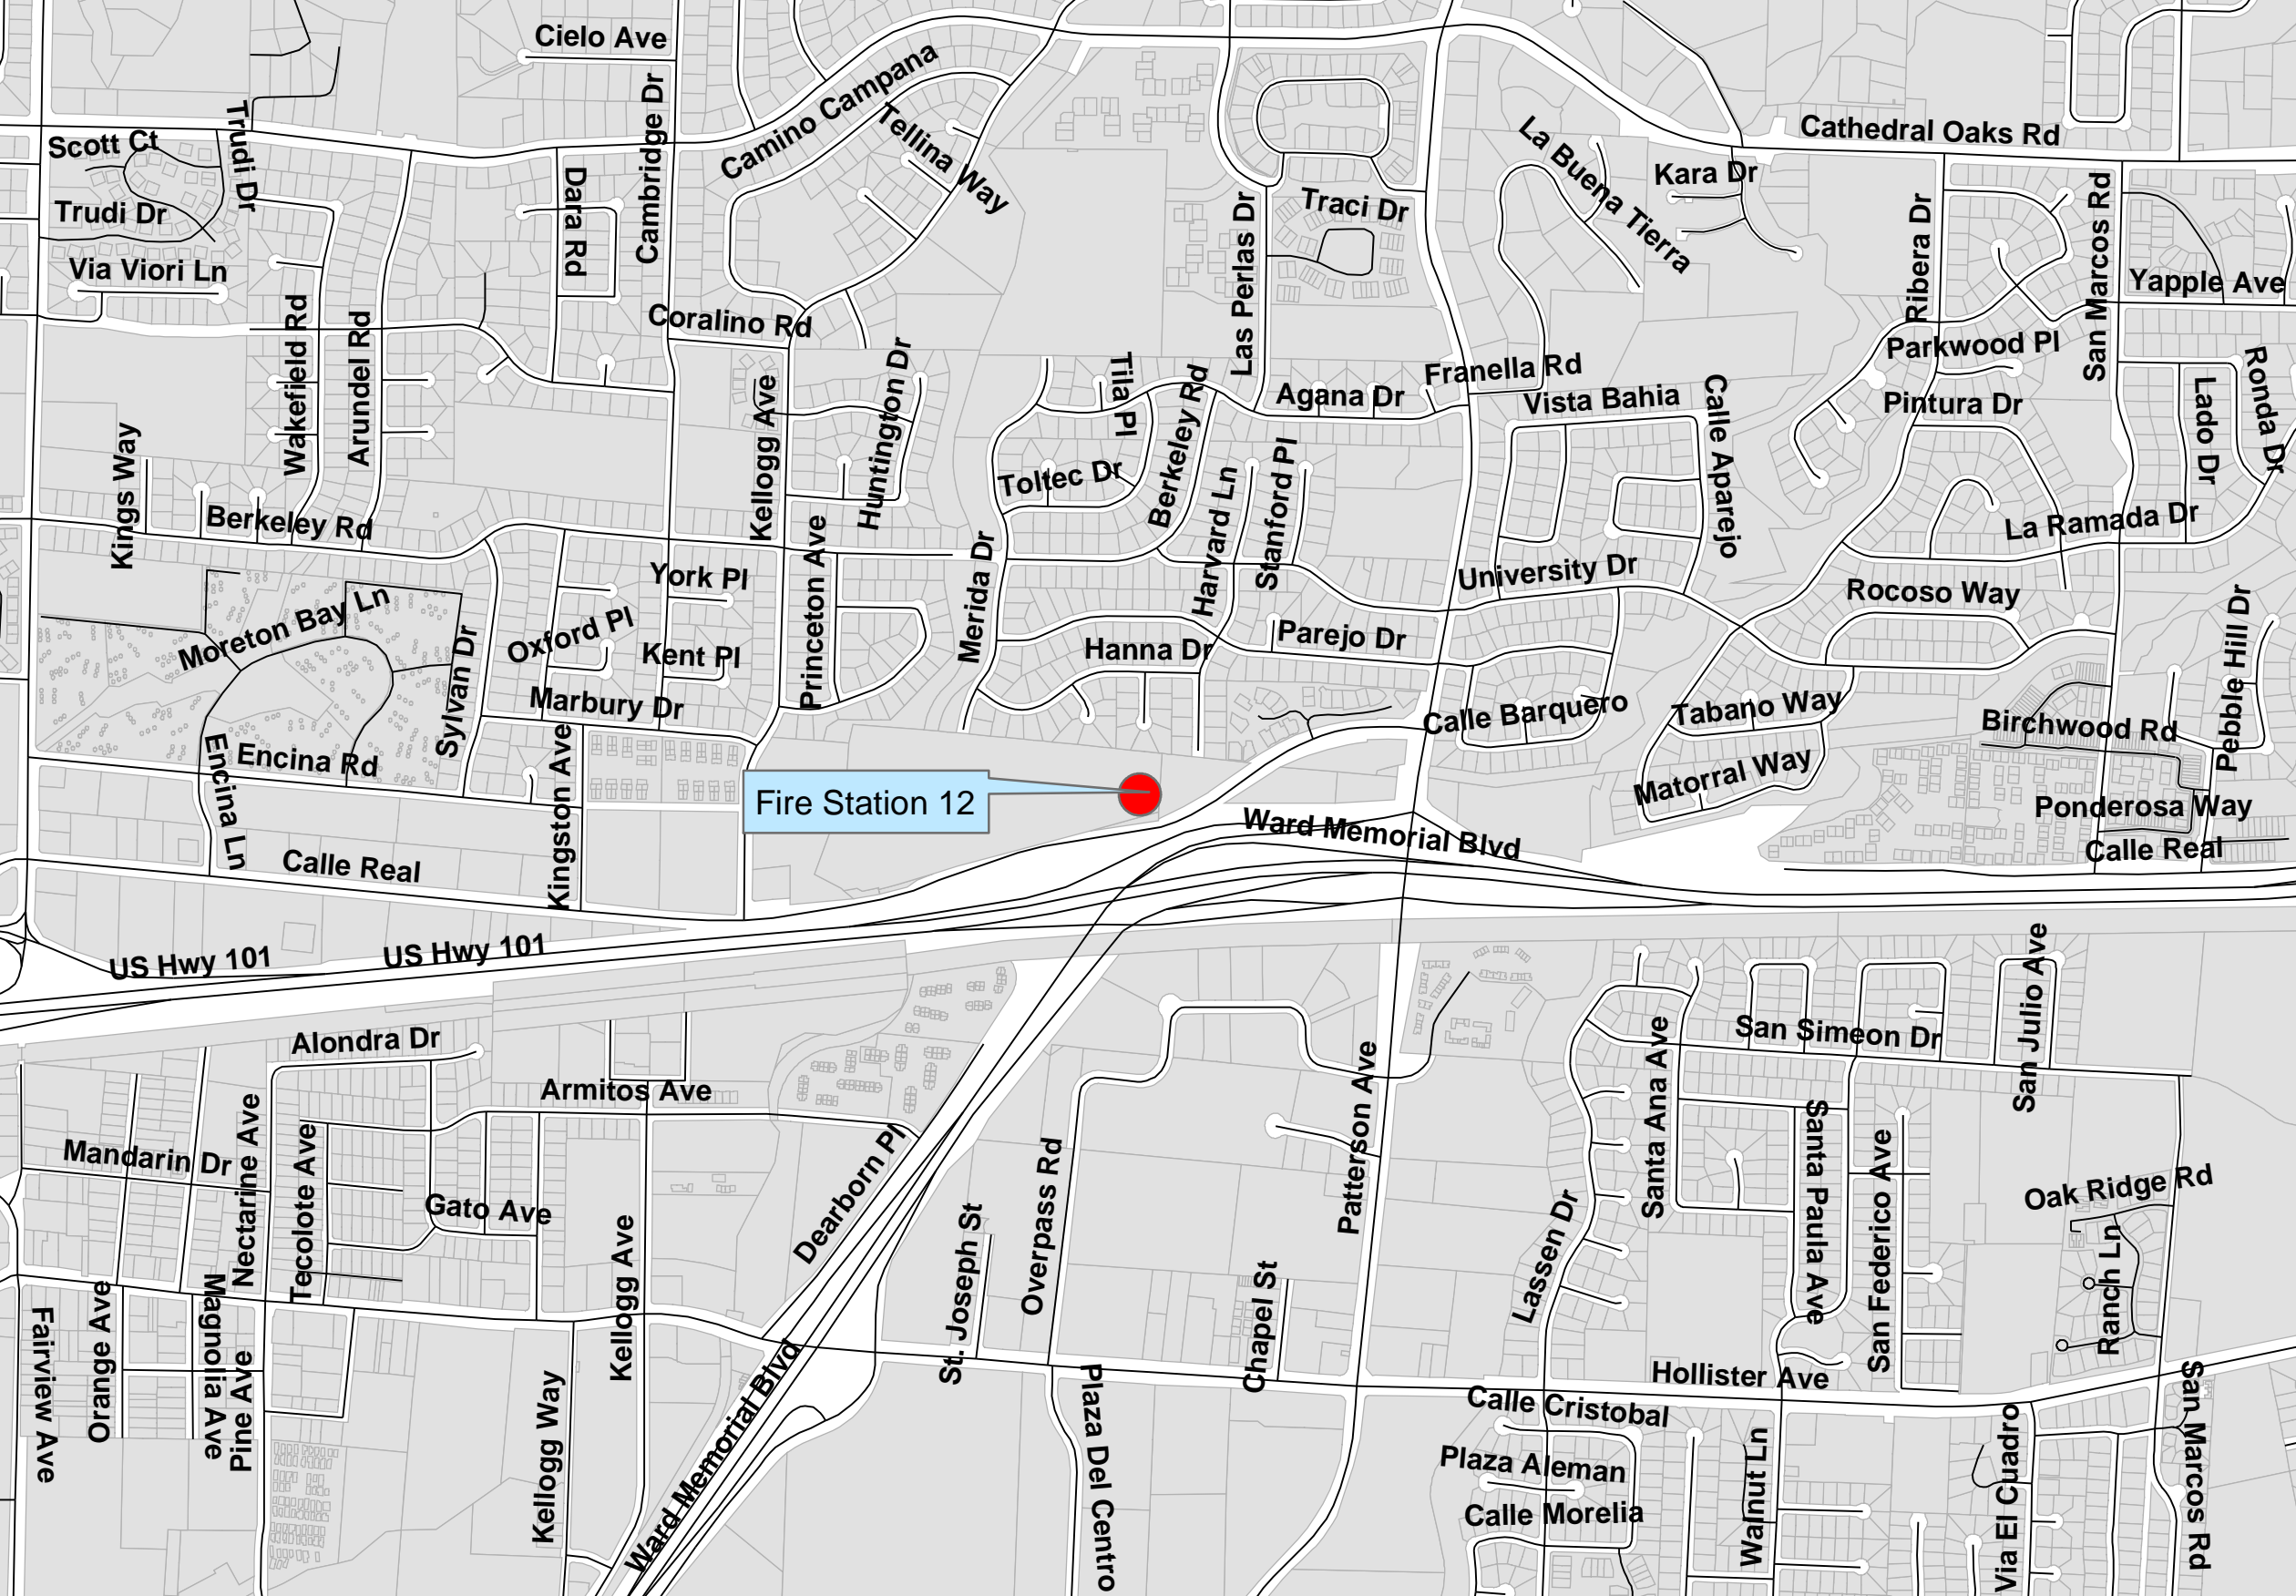 Cielo Ave
Camino Campana
Cambridge Dr
Trudi Dr
Scott Ct
Tellina Way
La Buena Tierra
Cathedral Oaks Rd
Kara Dr
Trudi Dr
Dara Rd
Traci Dr
Las Perlas Dr
Ribera Dr
San Marcos Rd
Via Viori Ln
Yapple Ave
Coralino Rd
Wakefield Rd
Arundel Rd
Huntington Dr
Tila Pl
Berkeley Rd
Franella Rd
Parkwood Pl
Agana Dr
Vista Bahia
Pintura Dr
Calle Aparejo
Lado Dr
Ronda Dr
Kellogg Ave
Kings Way
Toltec Dr
Harvard Ln
Stanford Pl
Berkeley Rd
La Ramada Dr
York Pl
Princeton Ave
Merida Dr
University Dr
Rocoso Way
Moreton Bay Ln
Oxford Pl
Kent Pl
Hanna Dr
Parejo Dr
Pebble Hill Dr
Sylvan Dr
Marbury Dr
Calle Barquero
Tabano Way
Birchwood Rd
Encina Rd
Encina Ln
Kingston Ave
Matorral Way
Fire Station 12
Ponderosa Way
Ward Memorial Blvd
Calle Real
Calle Real
US Hwy 101
US Hwy 101
San Julio Ave
Alondra Dr
San Simeon Dr
Santa Ana Ave
Armitos Ave
Patterson Ave
Mandarin Dr
Nectarine Ave
Tecolote Ave
Dearborn Pl
Overpass Rd
Santa Paula Ave
San Federico Ave
Oak Ridge Rd
Gato Ave
Kellogg Ave
St. Joseph St
Lassen Dr
Ranch Ln
Chapel St
Fairview Ave
Orange Ave
Magnolia Ave
Pine Ave
Kellogg Way
Ward Memorial Blvd
Plaza Del Centro
Hollister Ave
Calle Cristobal
Plaza Aleman
Calle Morelia
Walnut Ln
Via El Cuadro
San Marcos Rd